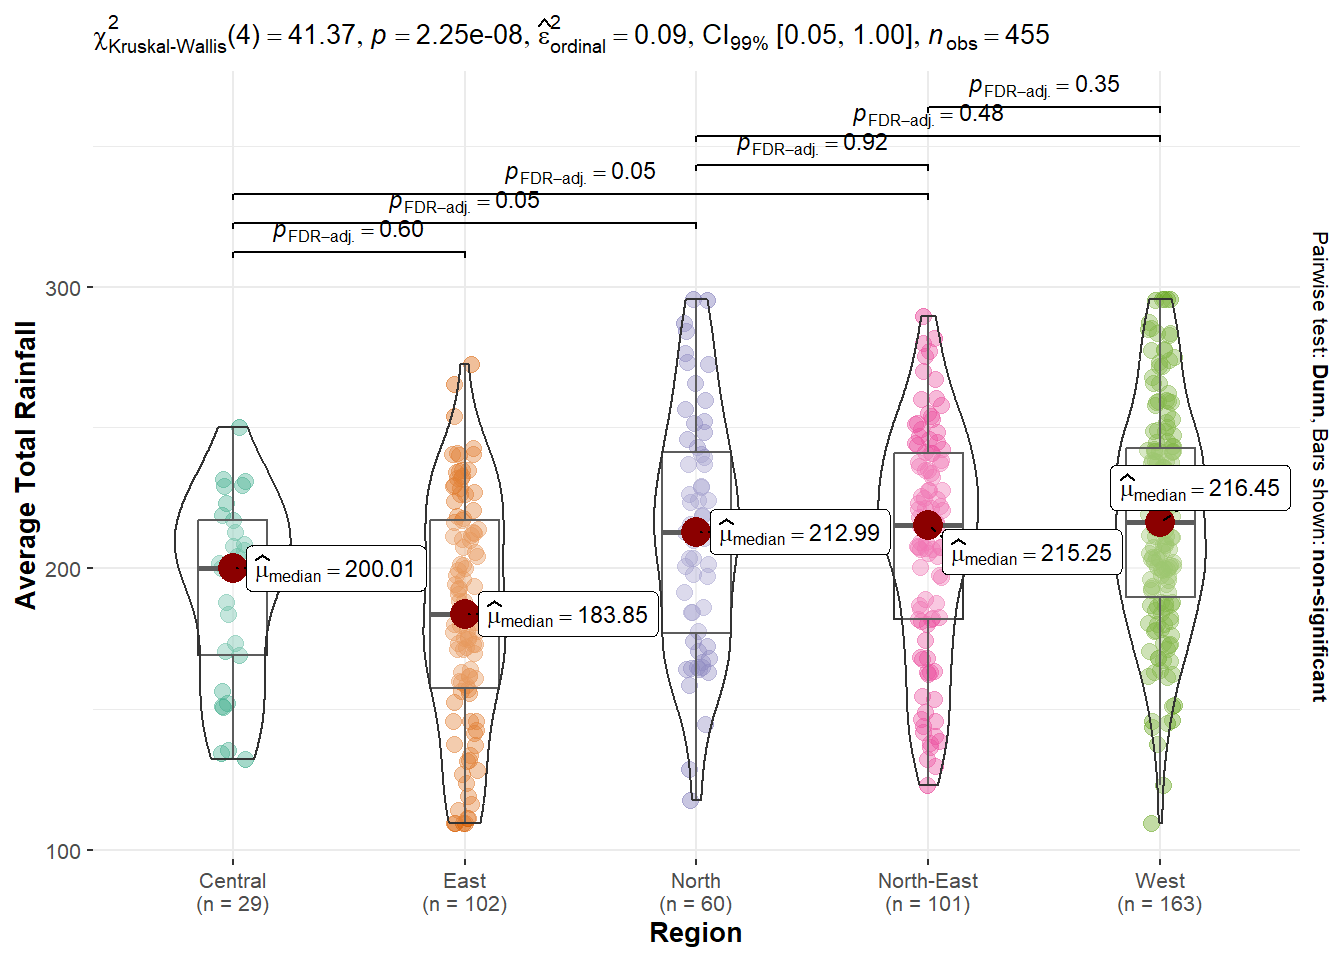 χ²Kruskal-Wallis(4) = 41.37, p = 2.25e-08, ε̂²ordinal = 0.09, CI99% [0.05, 1.00], nobs = 455
pFDR−adj. = 0.35
pFDR−adj. = 0.48
pFDR−adj. = 0.92
pFDR−adj. = 0.05
pFDR−adj. = 0.05
pFDR−adj. = 0.60
300
200
100
Average Total Rainfall
μ̂median = 200.01
μ̂median = 183.85
μ̂median = 212.99
μ̂median = 215.25
μ̂median = 216.45
Pairwise test: Dunn, Bars shown: non-significant
Central
(n = 29)
East
(n = 102)
North
(n = 60)
North-East
(n = 101)
West
(n = 163)
Region